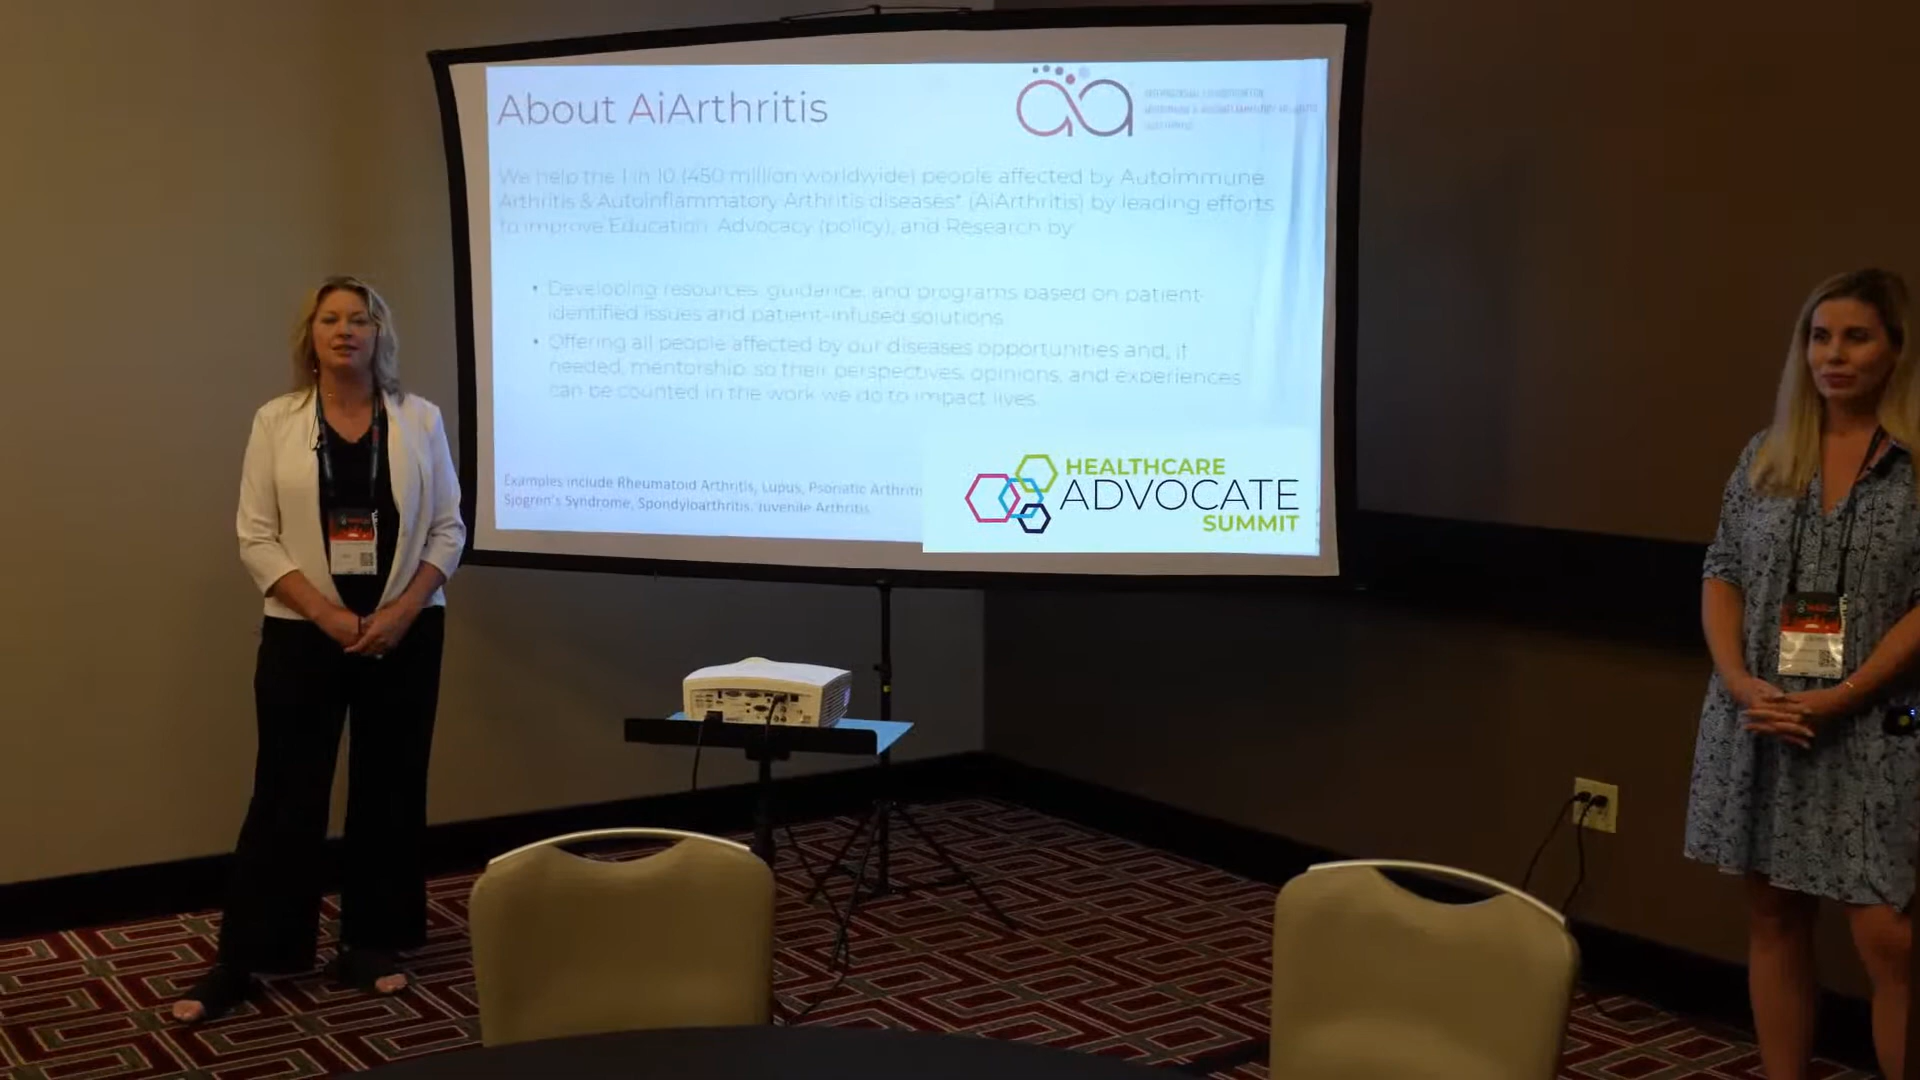 About AiArthritis
We help the 1 in 10 (450 million worldwide) people affected by Autoimmune
Arthritis & Autoinflammatory Arthritis diseases* (AiArthritis) by leading efforts
to improve Education, Advocacy (policy), and Research by
• Developing resources, guidance, and programs based on patient-
identified issues and patient-infused solutions
• Offering all people affected by our diseases opportunities and, if
needed, mentorship, so their perspectives, opinions, and experiences
can be counted in the work we do to impact lives.
Examples include Rheumatoid Arthritis, Lupus, Psoriatic
Sjogren's Syndrome, Spondyloarthritis, Juvenile Arthritis
HEALTHCARE
ADVOCATE
SUMMIT